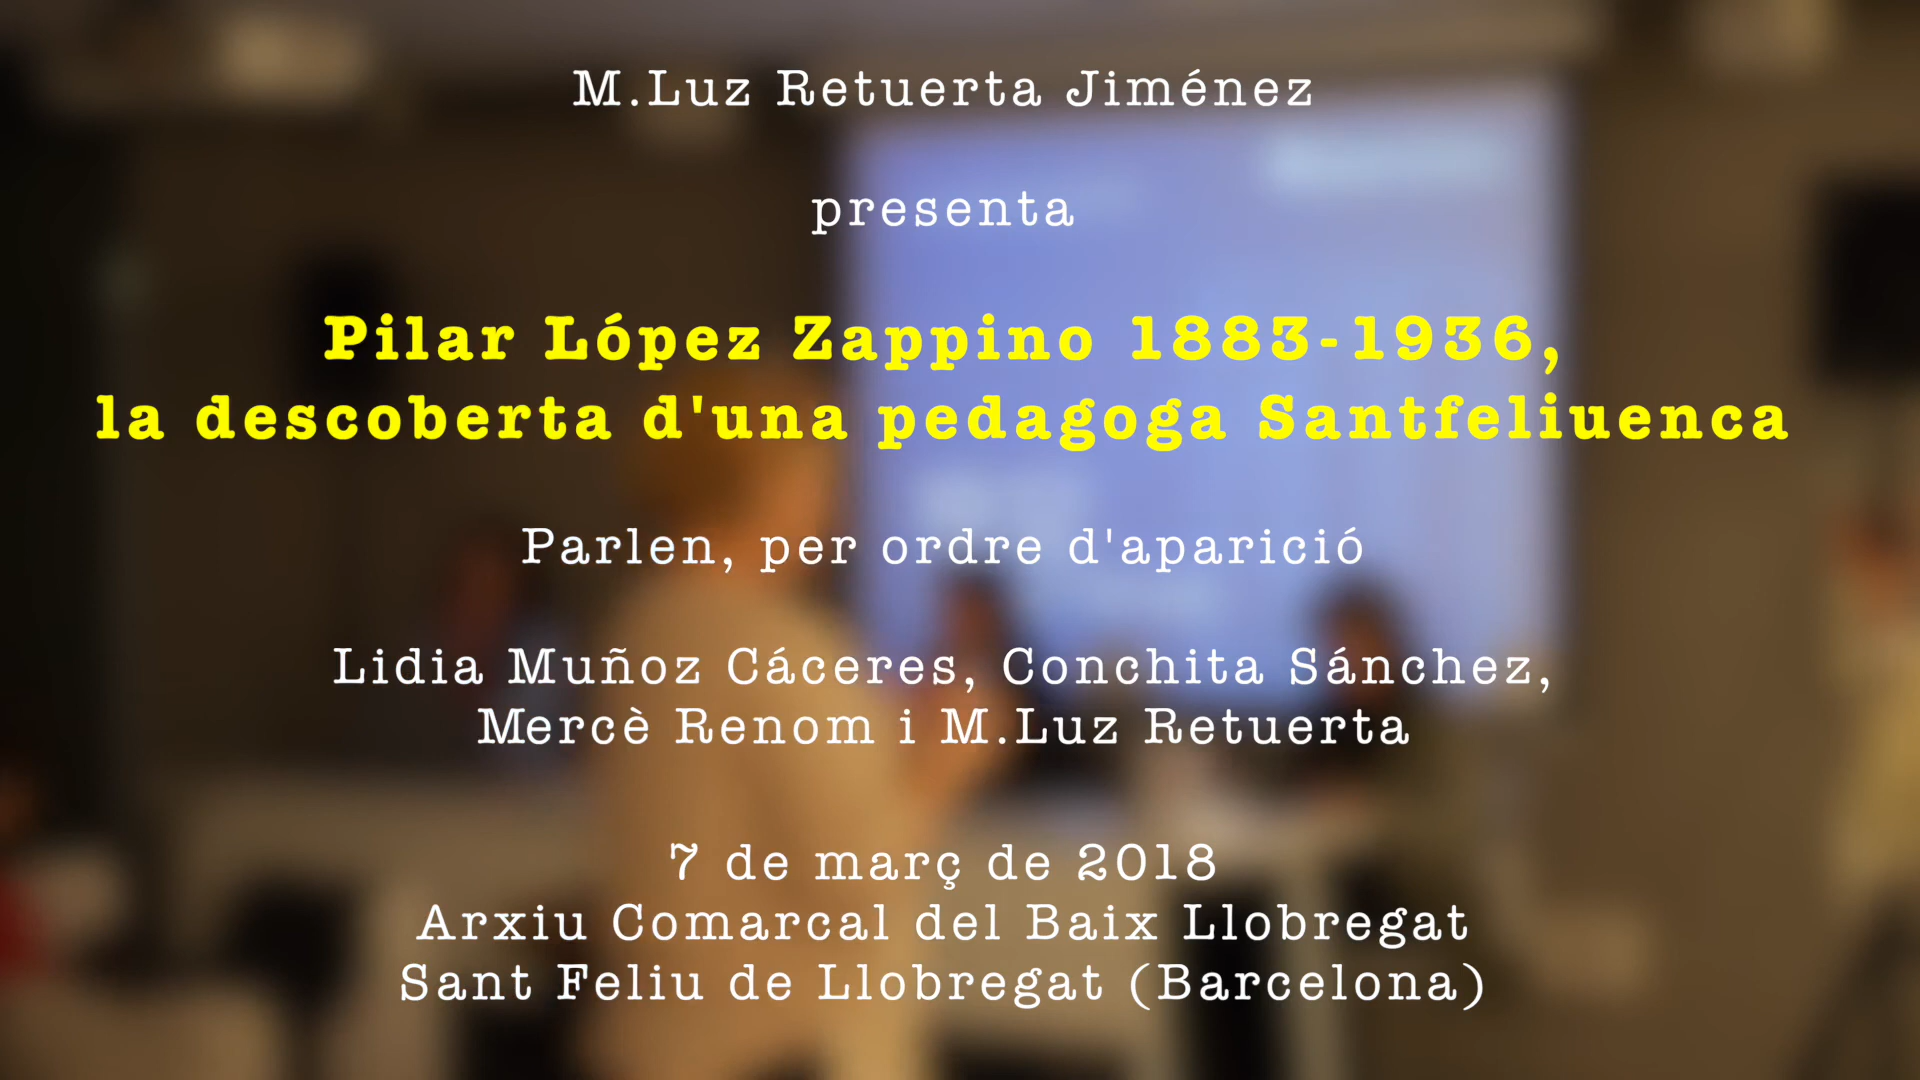 M.Luz Retuerta Jiménez
presenta
Pilar López Zappino 1883-1936,
la descoberta d'una pedagoga Santfeliuenca
Parlen, per ordre d'aparició
Lidia Muñoz Cáceres, Conchita Sánchez,
Mercè Renom i M.Luz Retuerta
7 de març de 2018
Arxiu Comarcal del Baix Llobregat
Sant Feliu de Llobregat (Barcelona)